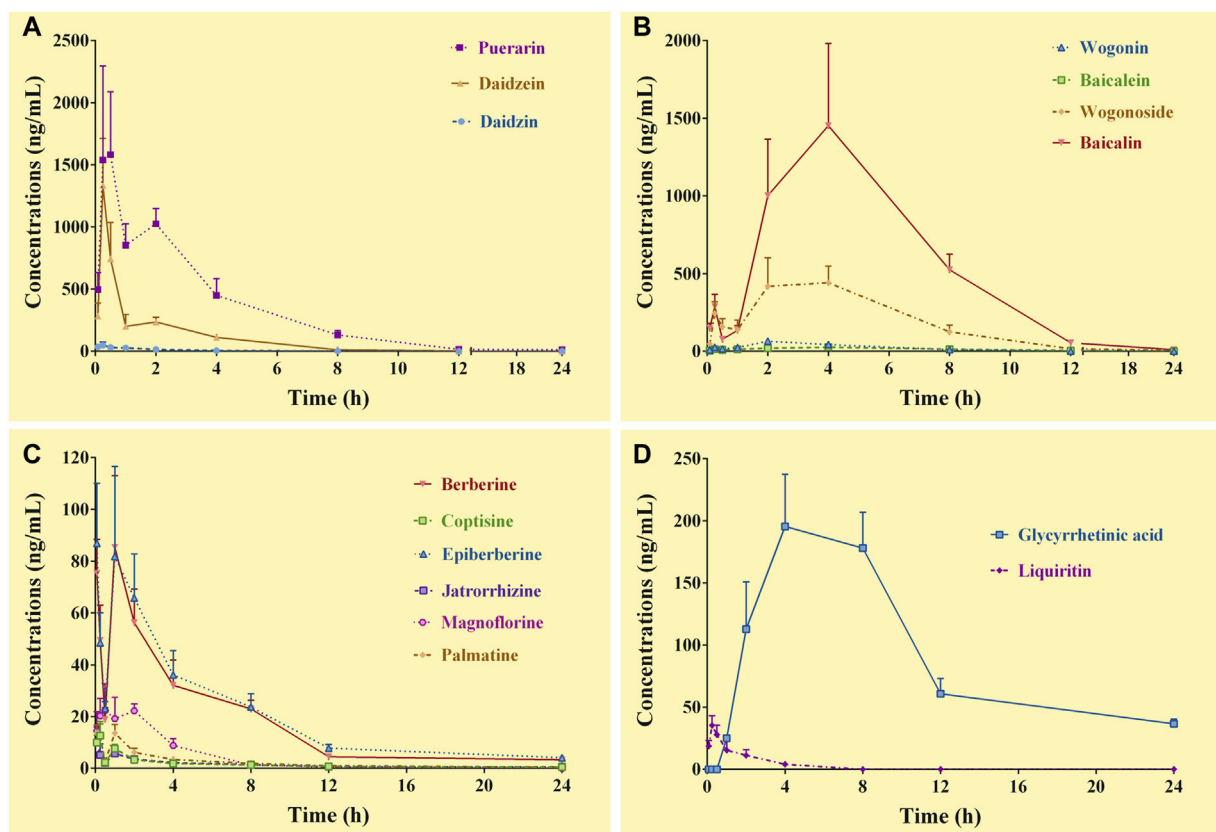 A
Concentrations (ng/mL)
2500
2000
1500
1000
500
0
Puerarin
Daidzein
Daidzin
0 2 4 6 8 10 12 18 24
Time (h)
B
Concentrations (ng/mL)
2000
1500
1000
500
0
Wogonin
Baicalein
Wogonoside
Baicalin
0 2 4 6 8 10 12 18 24
Time (h)
C
Concentrations (ng/mL)
120
100
80
60
40
20
0
Berberine
Coptisine
Epiberberine
Jatrorrhizine
Magnoflorine
Palmatine
0 4 8 12 16 20 24
Time (h)
D
Concentrations (ng/mL)
250
200
150
100
50
0
Glycyrrhetinic acid
Liquiritin
0 4 8 12 16 20 24
Time (h)